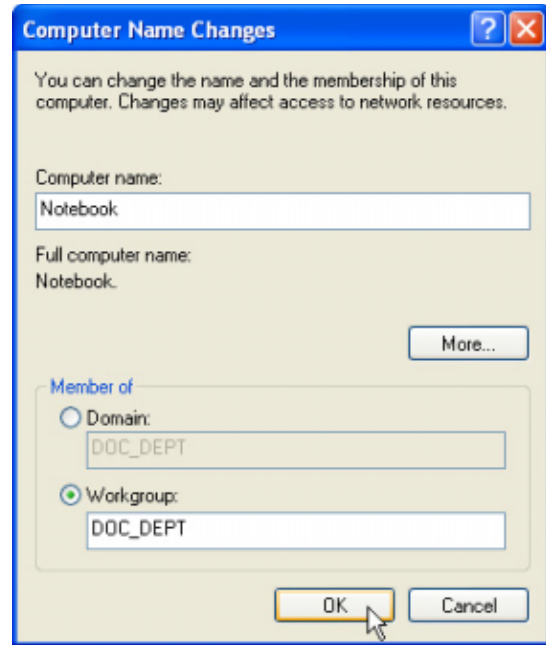 Computer Name Changes
You can change the name and the membership of this
computer. Changes may affect access to network resources.
Computer name:
Notebook
Full computer name:
Notebook.
More...
Member of
Domain:
DOC_DEPT
Workgroup:
DOC_DEPT
OK
Cancel